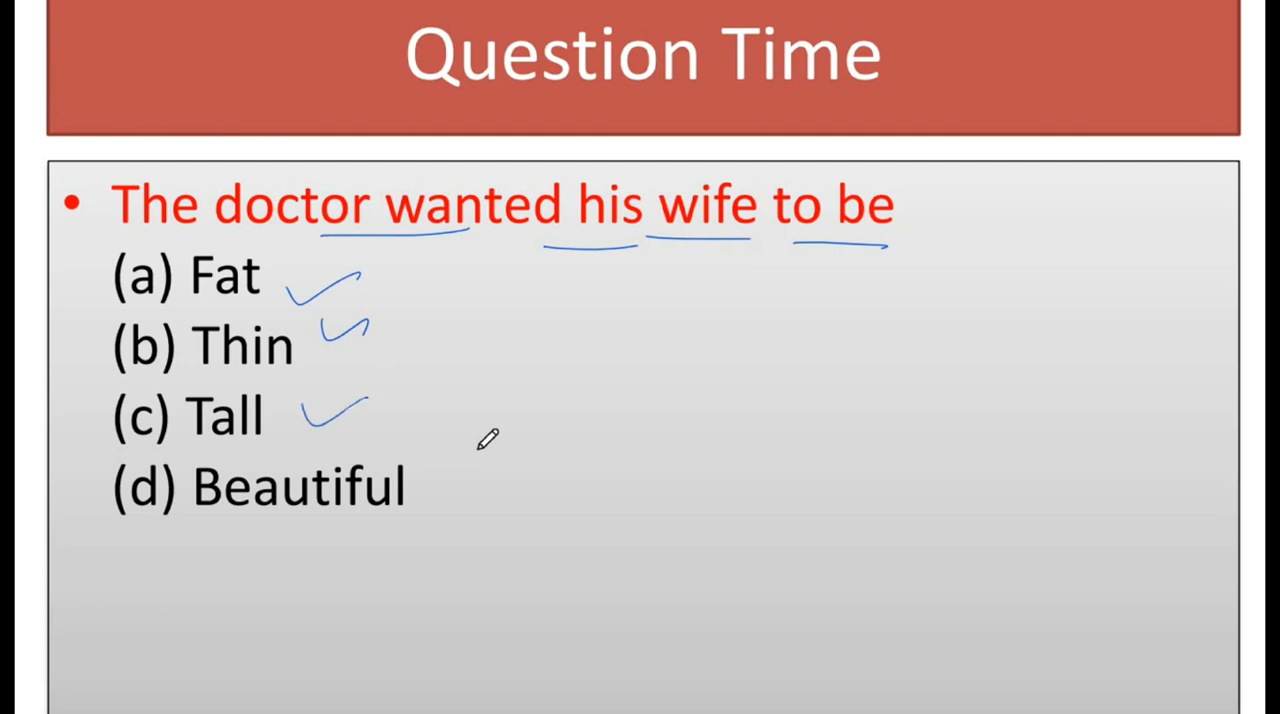 Question Time
• The doctor wanted his wife to be
(a) Fat
(b) Thin
(c) Tall
(d) Beautiful